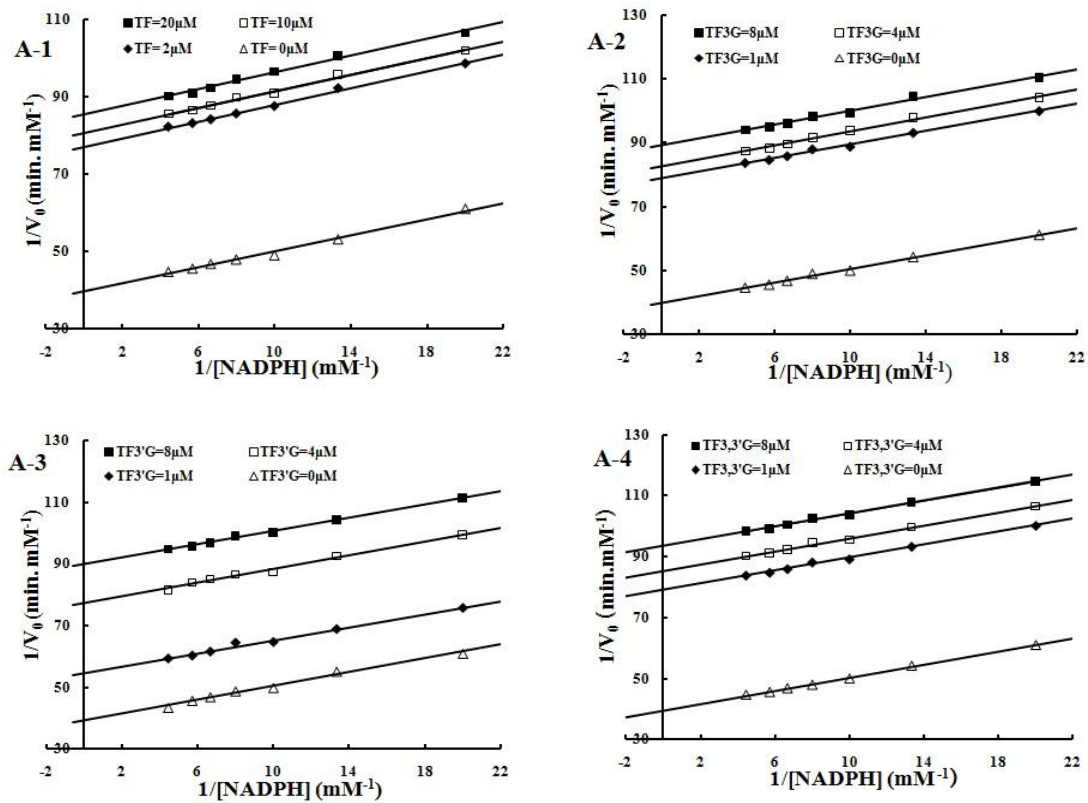 A-1
■TF=20μM □TF=10μM
◆TF= 2μM △TF= 0μM
1/V0 (min. mM-1)
110
90
70
50
30
-2 2 6 10 14 18 22
1/[NADPH] (mM-1)
A-2
■TF3G=8μM □TF3G=4μM
◆TF3G=1μM △TF3G=0μM
1/V0 (min. mM-1)
130
110
90
70
50
30
-2 2 6 10 14 18 22
1/[NADPH] (mM-1)
A-3
■TF3'G=8μM □TF3'G=4μM
◆TF3'G=1μM △TF3'G=0μM
1/V0 (min. mM-1)
130
110
90
70
50
30
-2 2 6 10 14 18 22
1/[NADPH] (mM-1)
A-4
■TF3,3'G=8μM □TF3,3'G=4μM
◆TF3,3'G=1μM △TF3,3'G=0μM
1/V0 (min.mM-1)
130
110
90
70
50
30
-2 2 6 10 14 18 22
1/[NADPH] (mM-1)